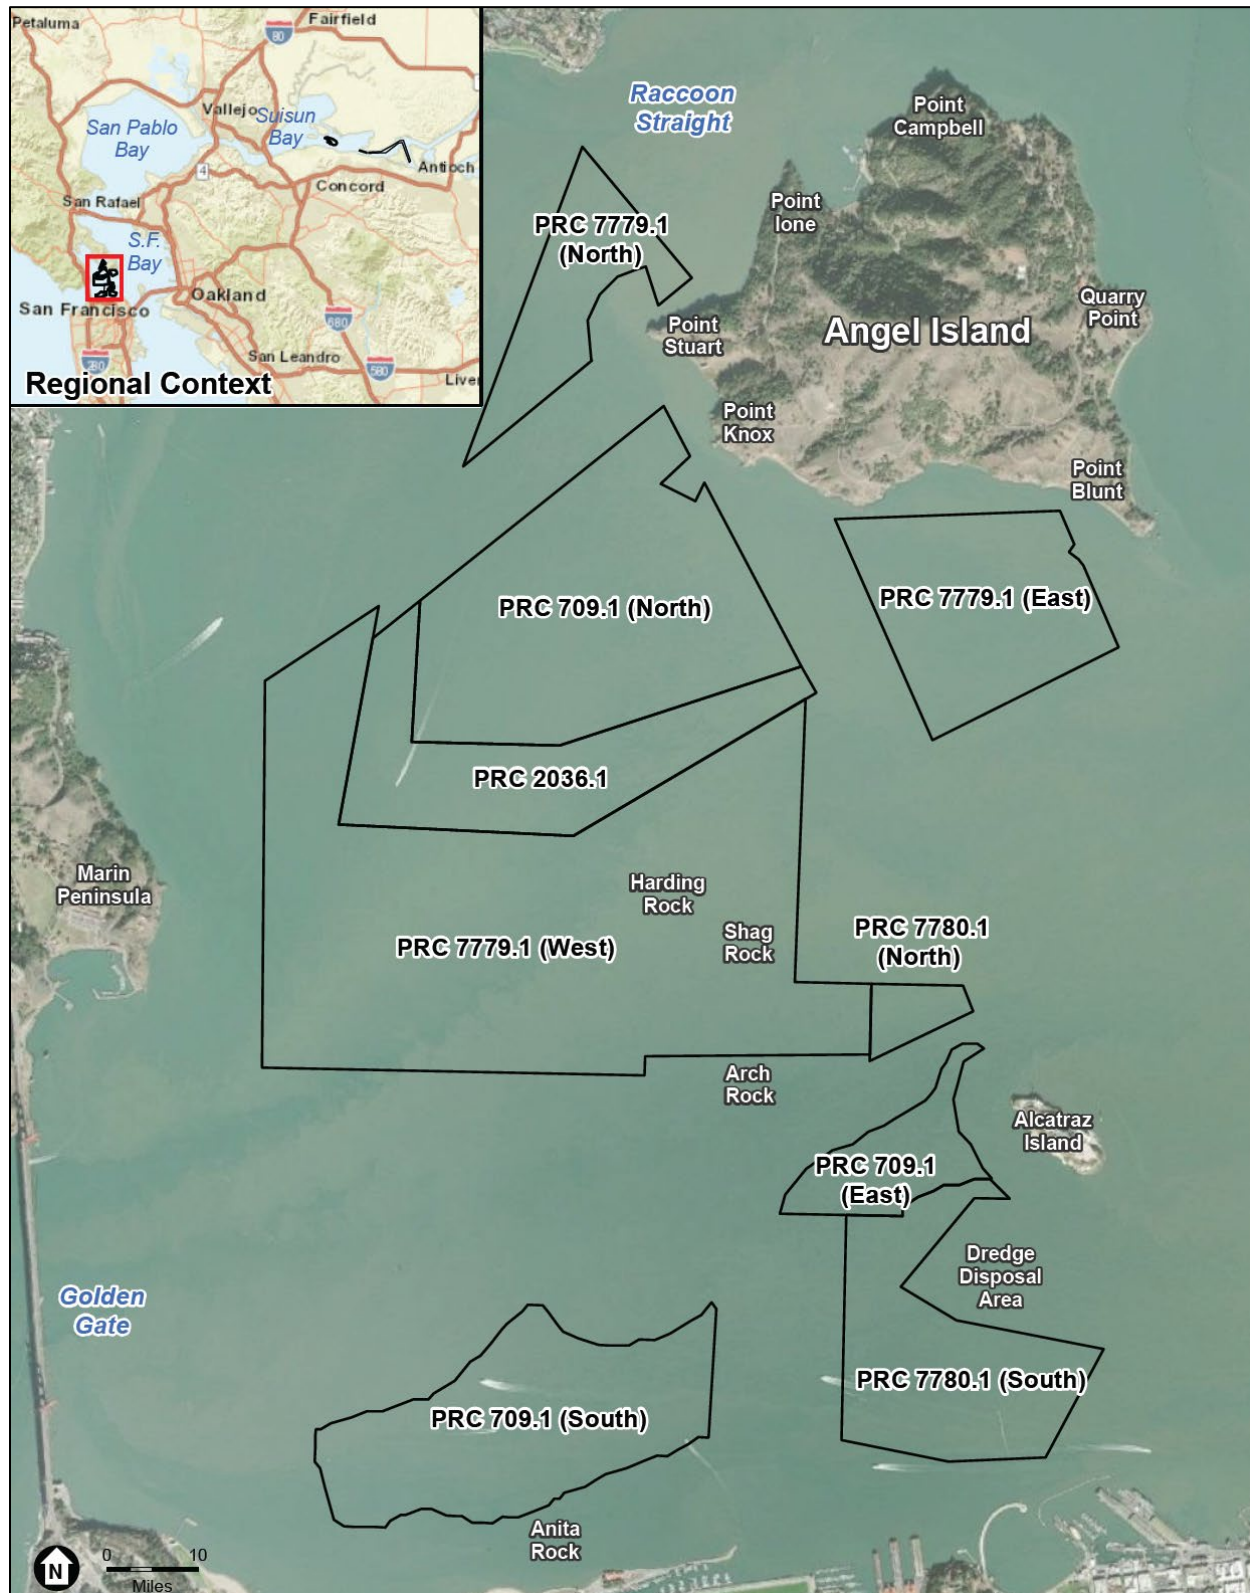 Petaluma
Fairfield
80
Vallejo
Suisun
Bay
San Pablo
Bay
Antioch
4
Concord
San Rafael
S.F.
Bay
Oakland
San Francisco
680
San Leandro
280
580
Liver
Regional Context
Raccoon
Straight
Point
Campbell
Point
Ione
PRC 7779.1
(North)
Quarry
Point
Point
Stuart
Angel Island
Point
Knox
Point
Blunt
PRC 709.1 (North)
PRC 7779.1 (East)
PRC 2036.1
Marin
Peninsula
Harding
Rock
PRC 7779.1 (West)
Shag
Rock
PRC 7780.1
(North)
Arch
Rock
Alcatraz
Island
PRC 709.1
(East)
Dredge
Disposal
Area
Golden
Gate
PRC 7780.1 (South)
PRC 709.1 (South)
Anita
Rock
N
0 10
Miles